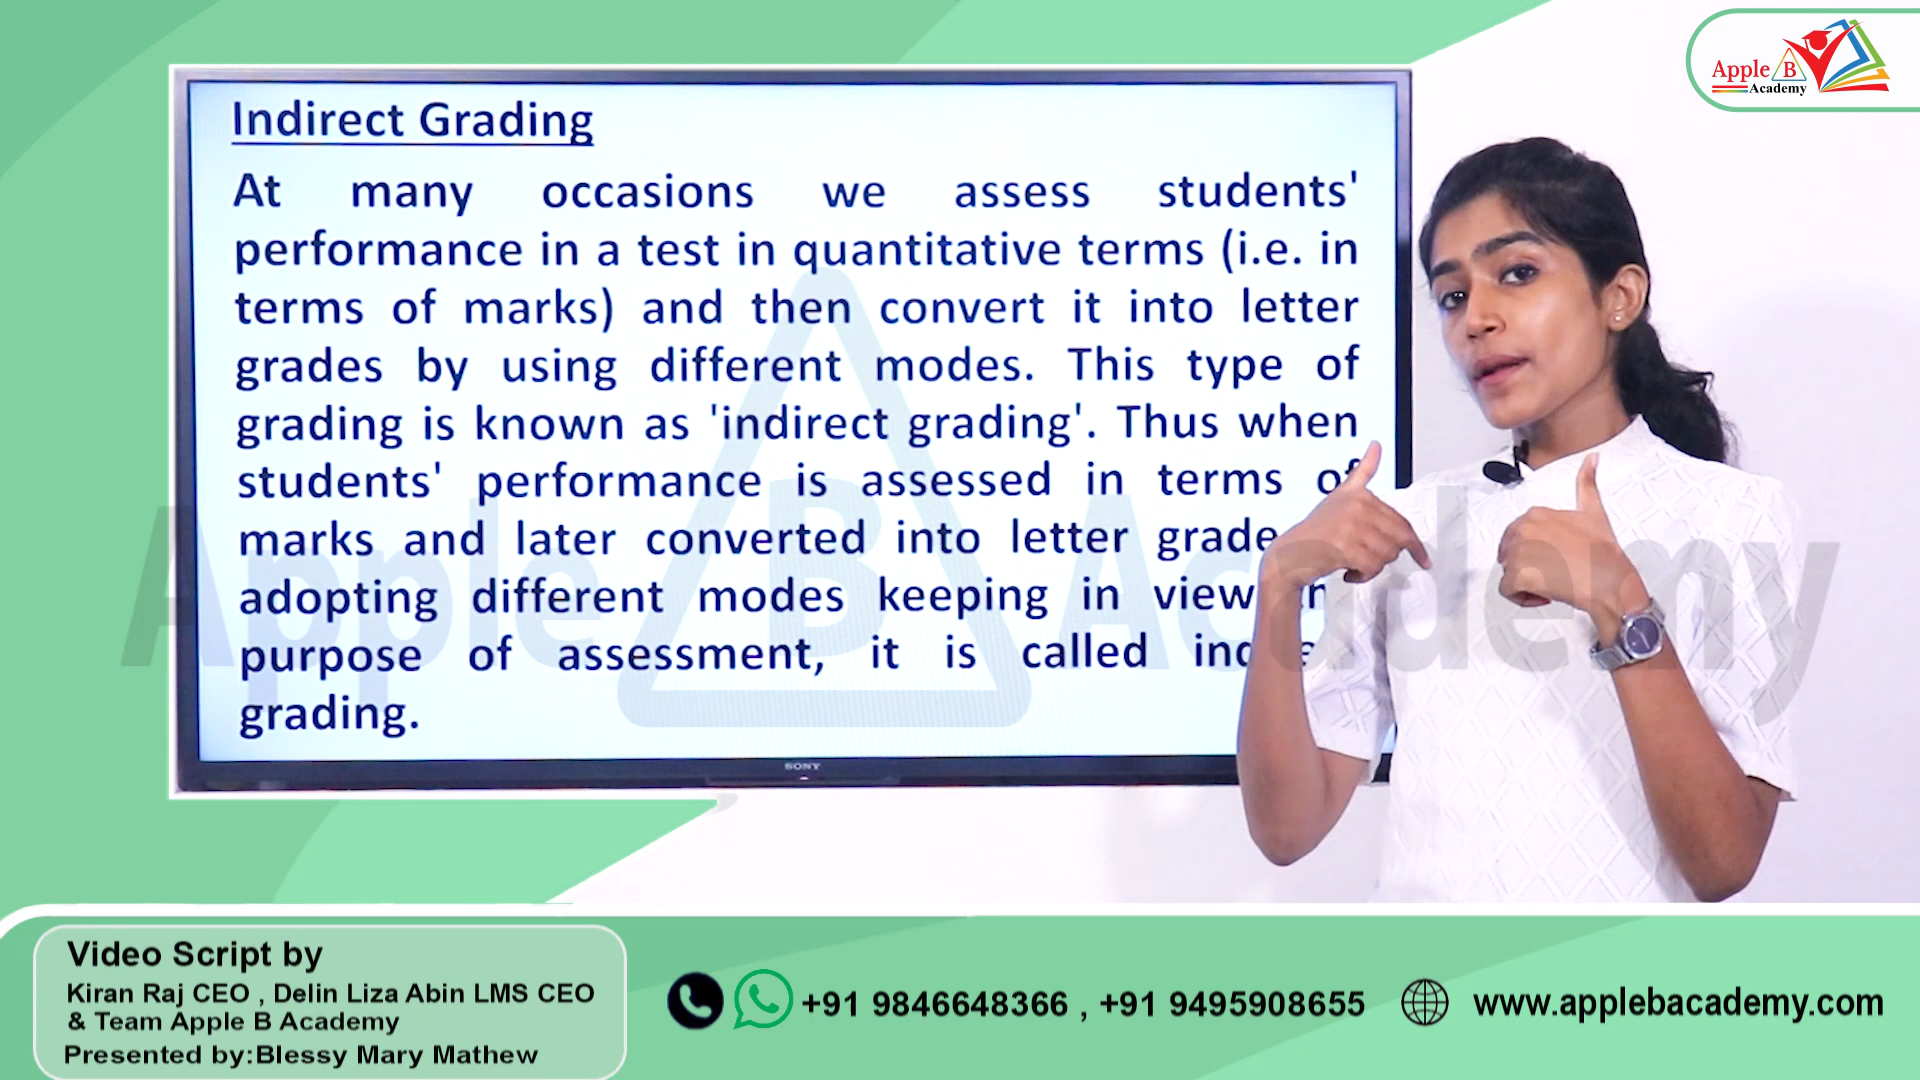 Apple B
Academy
Indirect Grading
At many occasions we assess students'
performance in a test in quantitative terms (i.e. in
terms of marks) and then convert it into letter
grades by using different modes. This type of
grading is known as 'indirect grading'. Thus when
students' performance is assessed in terms of
marks and later converted into letter
adopting different modes keeping in view
purpose of assessment, it is called
grading.
Apple B Academy
SONY
Video Script by
Kiran Raj CEO , Delin Liza Abin LMS CEO
& Team Apple B Academy
Presented by:Blessy Mary Mathew
+91 9846648366 , +91 9495908655
www.applebacademy.com